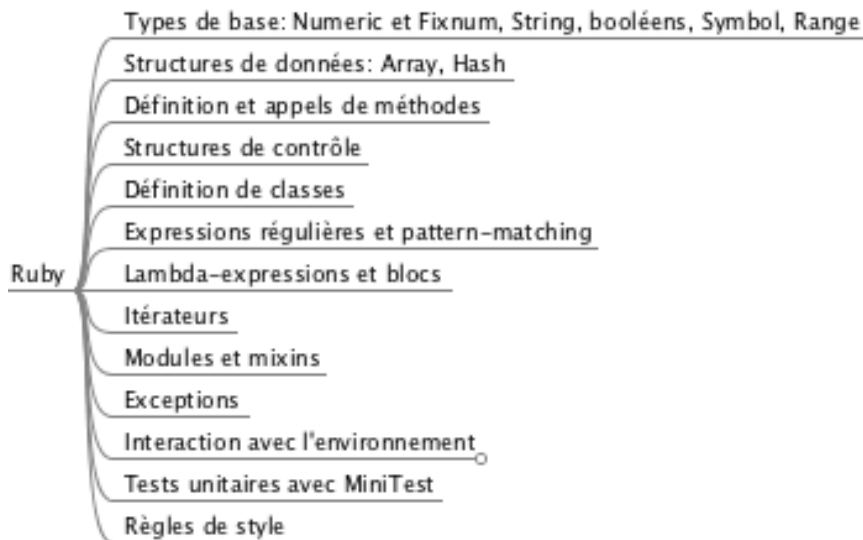 Types de base: Numeric et Fixnum, String, booléens, Symbol, Range
Structures de données: Array, Hash
Définition et appels de méthodes
Structures de contrôle
Définition de classes
Expressions régulières et pattern-matching
Ruby
Lambda-expressions et blocs
Itérateurs
Modules et mixins
Exceptions
Interaction avec l'environnement
Tests unitaires avec MiniTest
Règles de style